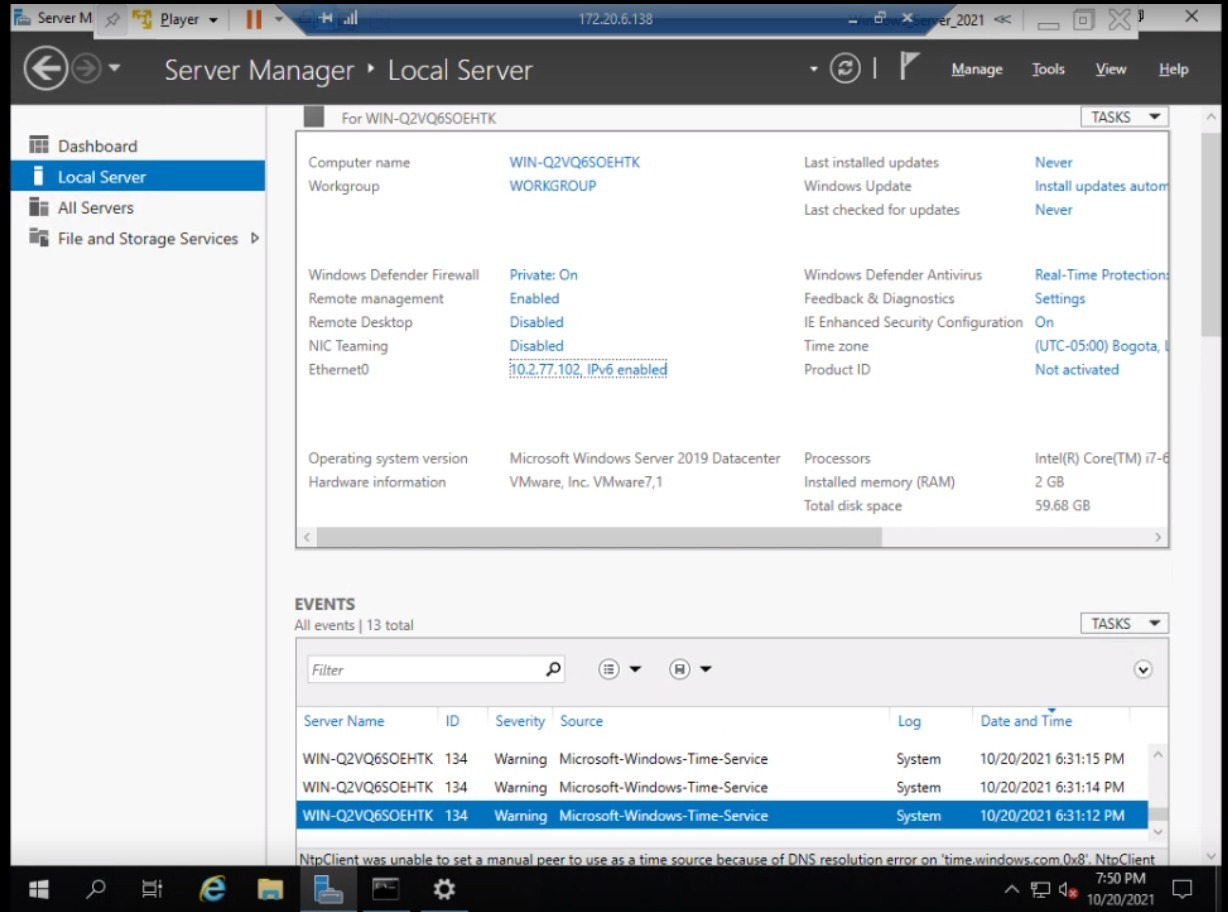 Server M
Player
172.20.6.138
er_2021
Server Manager ‣ Local Server
Manage
Tools
View
Help
Dashboard
Local Server
All Servers
File and Storage Services
For WIN-Q2VQ6SOEHTK
TASKS
Computer name WIN-Q2VQ6SOEHTK Last installed updates Never
Workgroup WORKGROUP Windows Update Install updates autom
Last checked for updates Never
Windows Defender Firewall Private: On Windows Defender Antivirus Real-Time Protection:
Remote management Enabled Feedback & Diagnostics Settings
Remote Desktop Disabled IE Enhanced Security Configuration On
NIC Teaming Disabled Time zone (UTC-05:00) Bogota, L
Ethernet0 10.2.77.102, IPv6 enabled Product ID Not activated
Operating system version Microsoft Windows Server 2019 Datacenter Processors Intel(R) Core(TM) i7-6
Hardware information VMware, Inc. VMware7,1 Installed memory (RAM) 2 GB
Total disk space 59.68 GB
EVENTS
All events | 13 total
TASKS
Filter
Server Name ID Severity Source Log Date and Time
WIN-Q2VQ6SOEHTK 134 Warning Microsoft-Windows-Time-Service System 10/20/2021 6:31:15 PM
WIN-Q2VQ6SOEHTK 134 Warning Microsoft-Windows-Time-Service System 10/20/2021 6:31:14 PM
WIN-Q2VQ6SOEHTK 134 Warning Microsoft-Windows-Time-Service System 10/20/2021 6:31:12 PM
NtpClient was unable to set a manual peer to use as a time source because of DNS resolution error on 'time.windows.com,0x8'. NtpClient
7:50 PM
10/20/2021